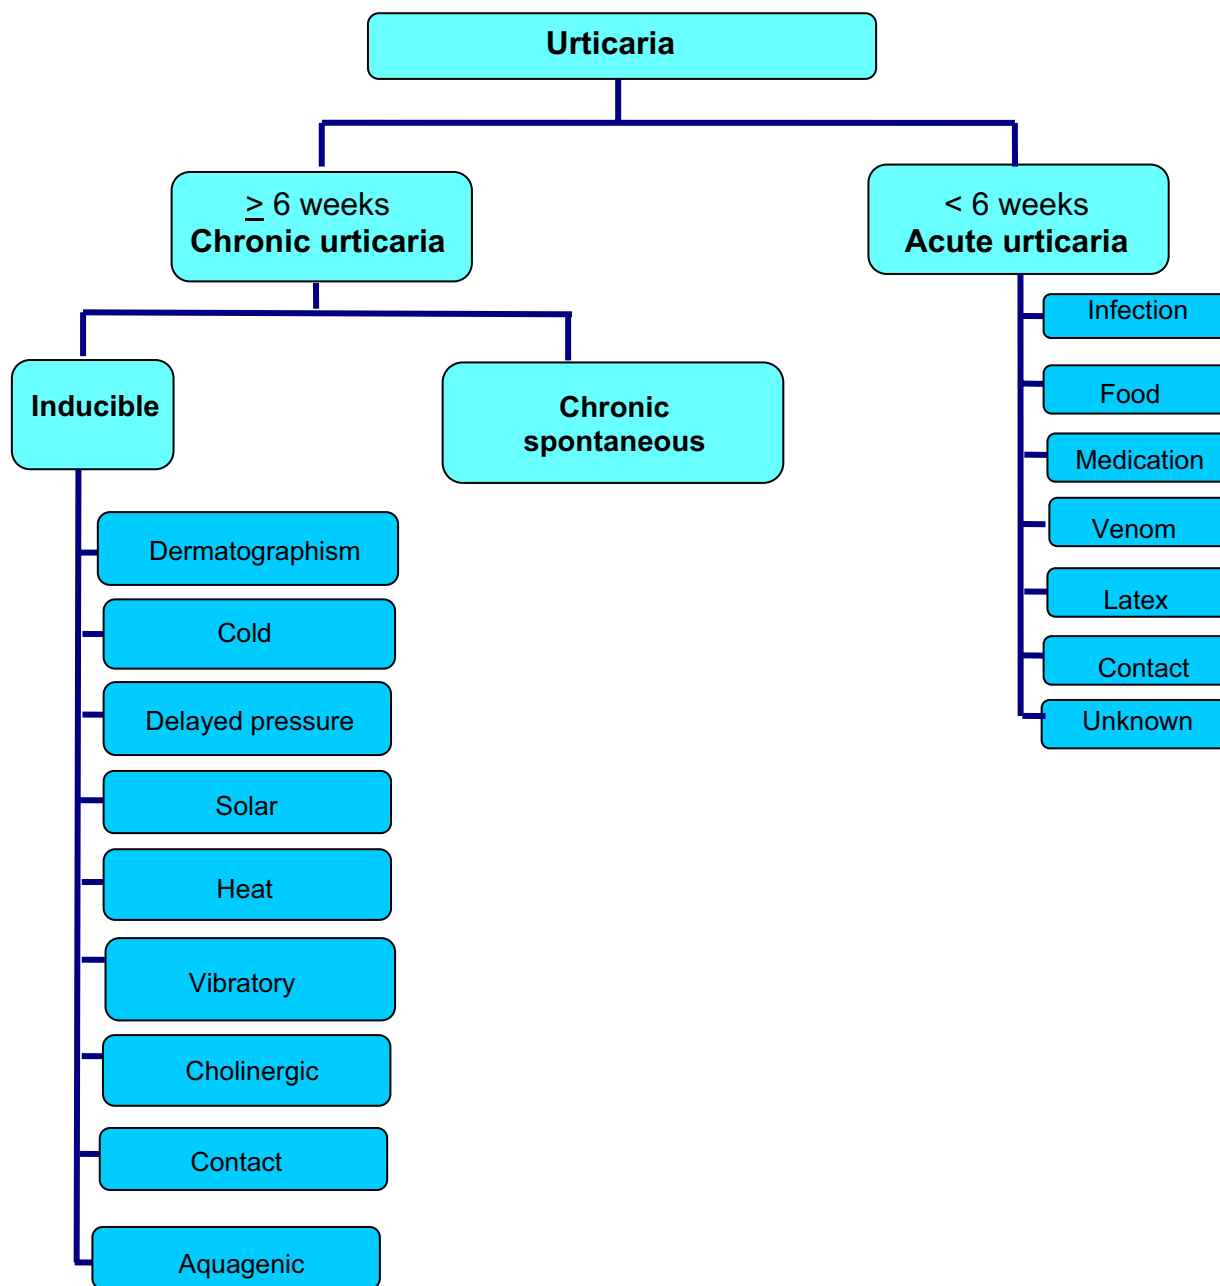 Urticaria
≥ 6 weeks
Chronic urticaria
< 6 weeks
Acute urticaria
Inducible
Chronic
spontaneous
Dermatographism
Cold
Delayed pressure
Solar
Heat
Vibratory
Cholinergic
Contact
Aquagenic
Infection
Food
Medication
Venom
Latex
Contact
Unknown